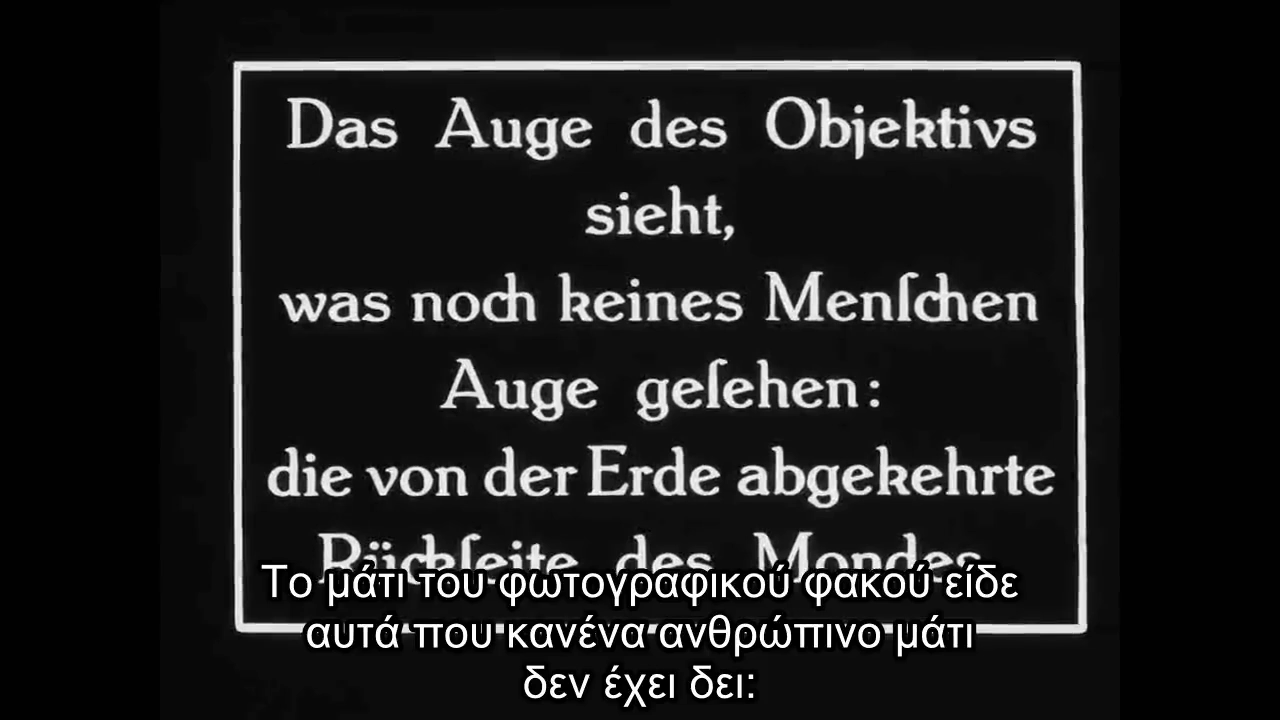 Das Auge des Objektivs
sieht,
was noch keines Menſchen
Auge geſehen:
die von der Erde abgekehrte
Rückſeite des Mondes
Το μάτι του φωτογραφικού φακού είδε
αυτά που κανένα ανθρώπινο μάτι
δεν έχει δει: